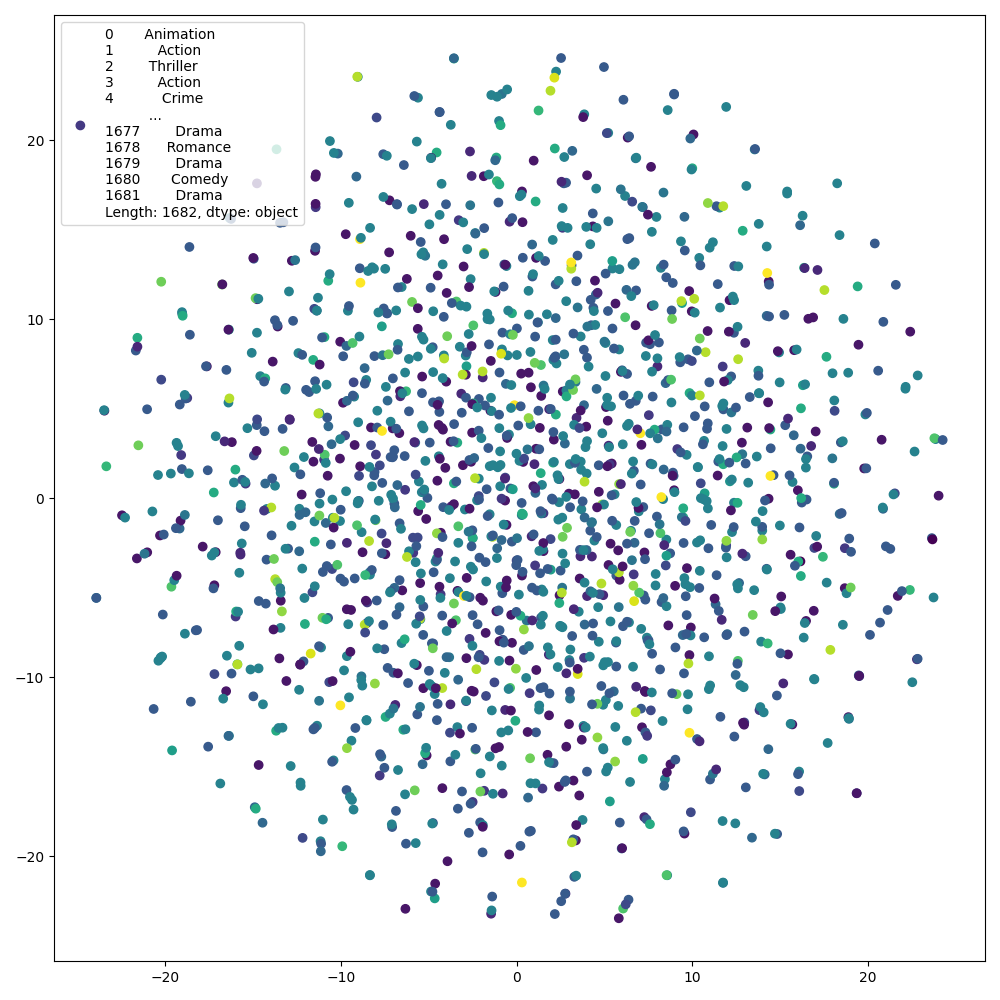 0 Animation
1 Action
2 Thriller
3 Action
4 Crime
...
1677 Drama
1678 Romance
1679 Drama
1680 Comedy
1681 Drama
Length: 1682, dtype: object
20
10
0
−10
−20
−20 −10 0 10 20